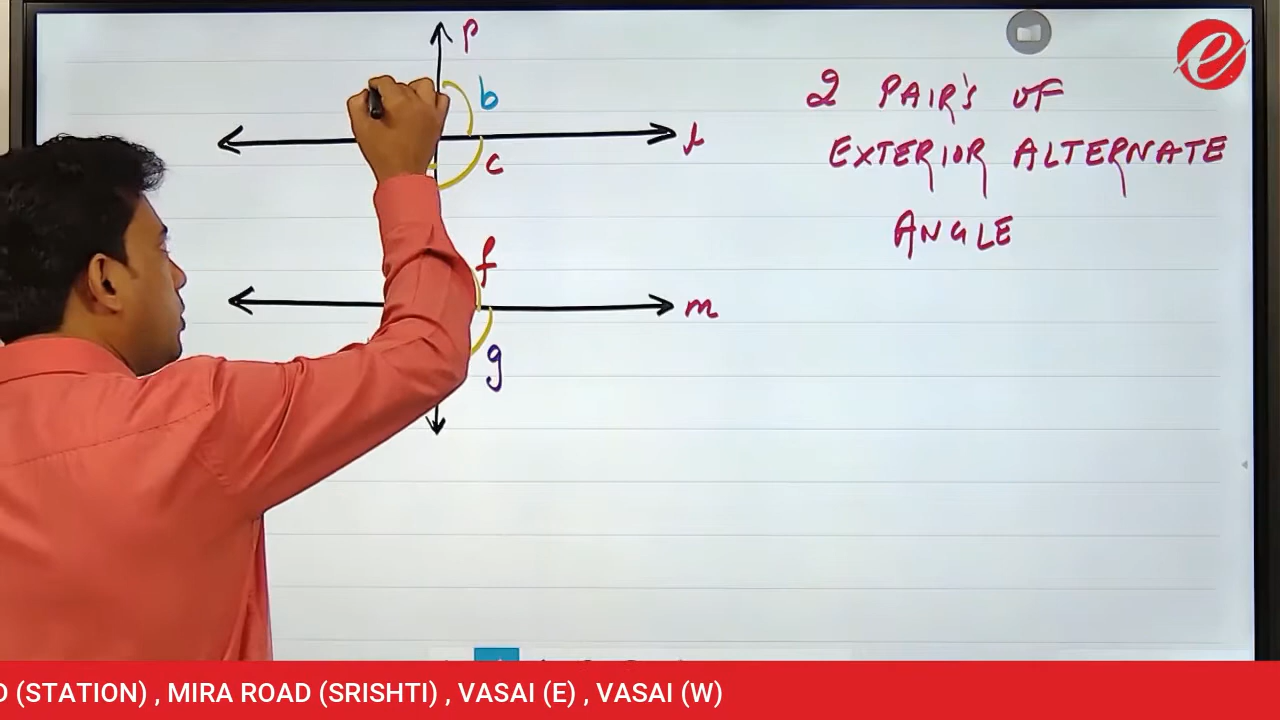 p
b
l
c
f
m
g
2 PAIR'S OF
EXTERIOR ALTERNATE
ANGLE
e
D (STATION) , MIRA ROAD (SRISHTI) , VASAI (E) , VASAI (W)